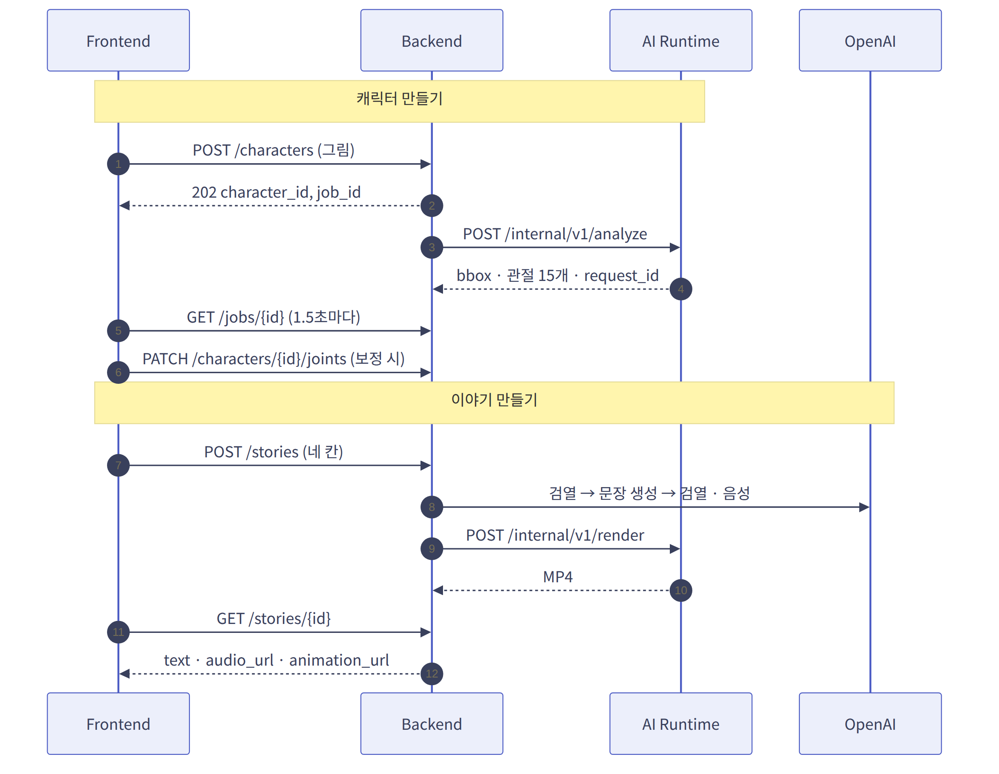 Frontend
Backend
AI Runtime
OpenAI
캐릭터 만들기
POST /characters (그림)
1
202 character_id, job_id
2
POST /internal/v1/analyze
3
bbox · 관절 15개 · request_id
4
GET /jobs/{id} (1.5초마다)
5
PATCH /characters/{id}/joints (보정 시)
6
이야기 만들기
POST /stories (네 칸)
7
검열 → 문장 생성 → 검열 · 음성
8
POST /internal/v1/render
9
MP4
10
GET /stories/{id}
11
text · audio_url · animation_url
12
Frontend
Backend
AI Runtime
OpenAI